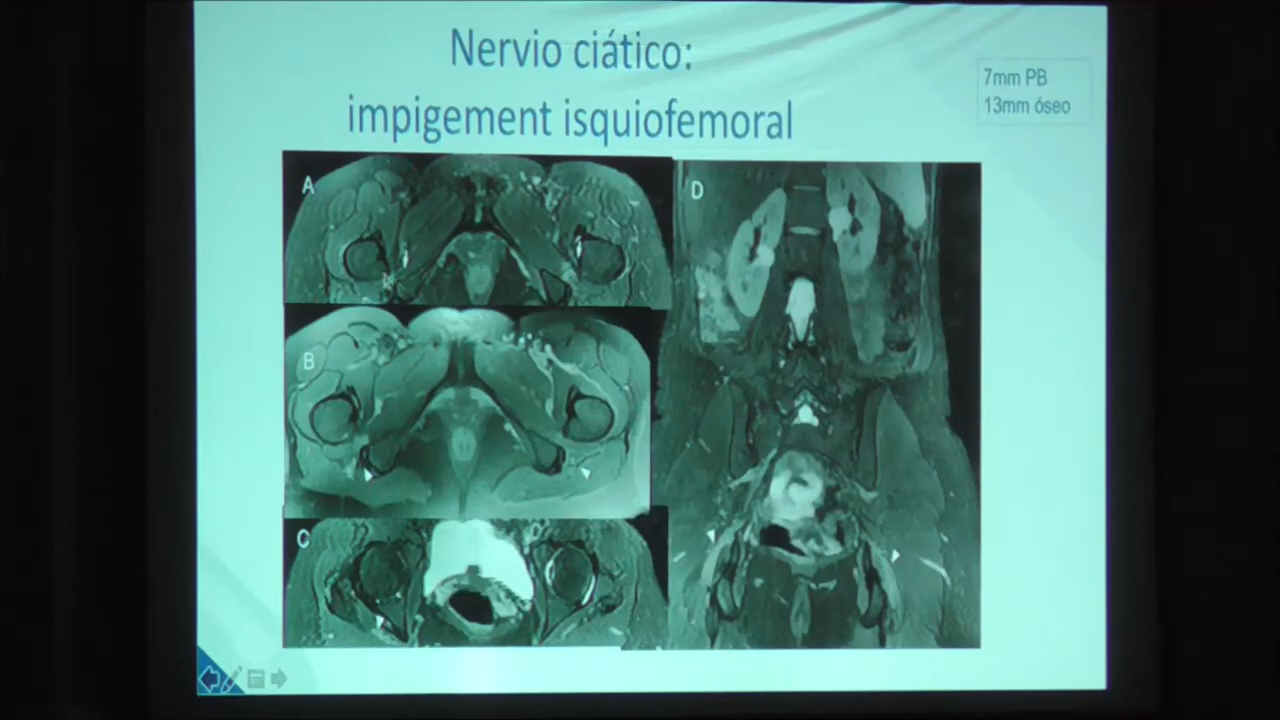 Nervio ciático:
impigement isquiofemoral
7mm PB
13mm óseo
A
D
B
C